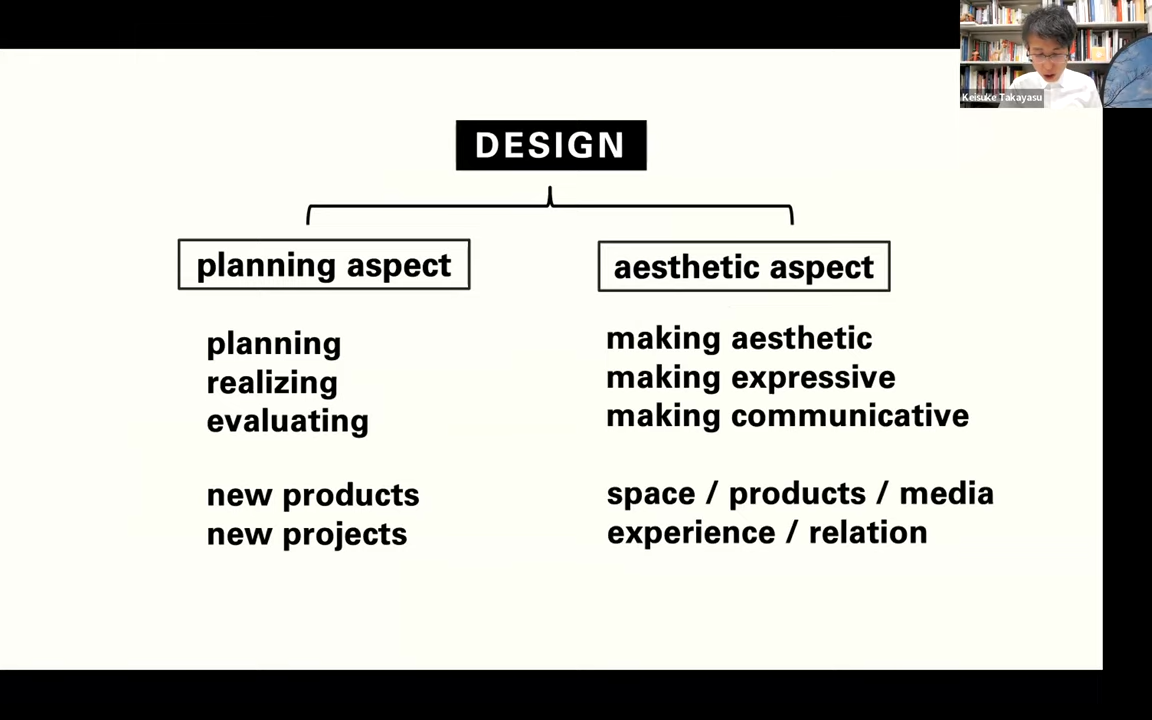 Keisuke Takayasu
DESIGN
planning aspect
planning
realizing
evaluating
new products
new projects
aesthetic aspect
making aesthetic
making expressive
making communicative
space / products / media
experience / relation